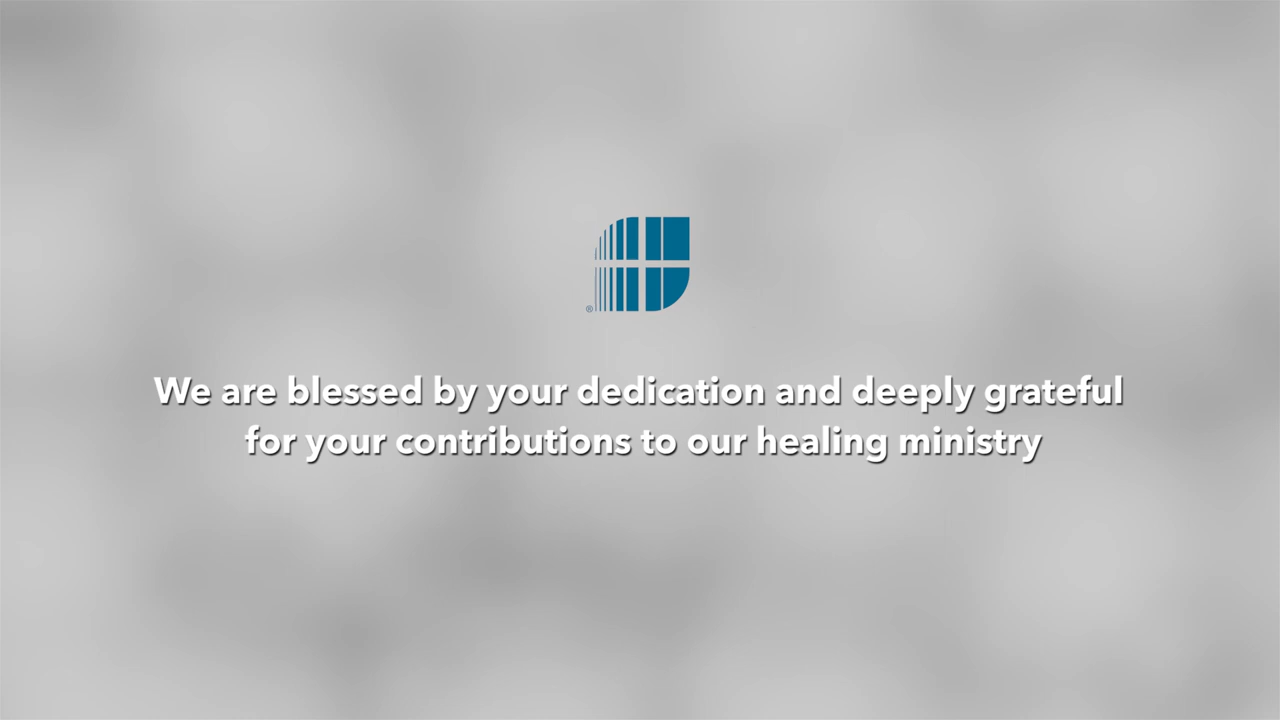 ®
We are blessed by your dedication and deeply grateful
for your contributions to our healing ministry